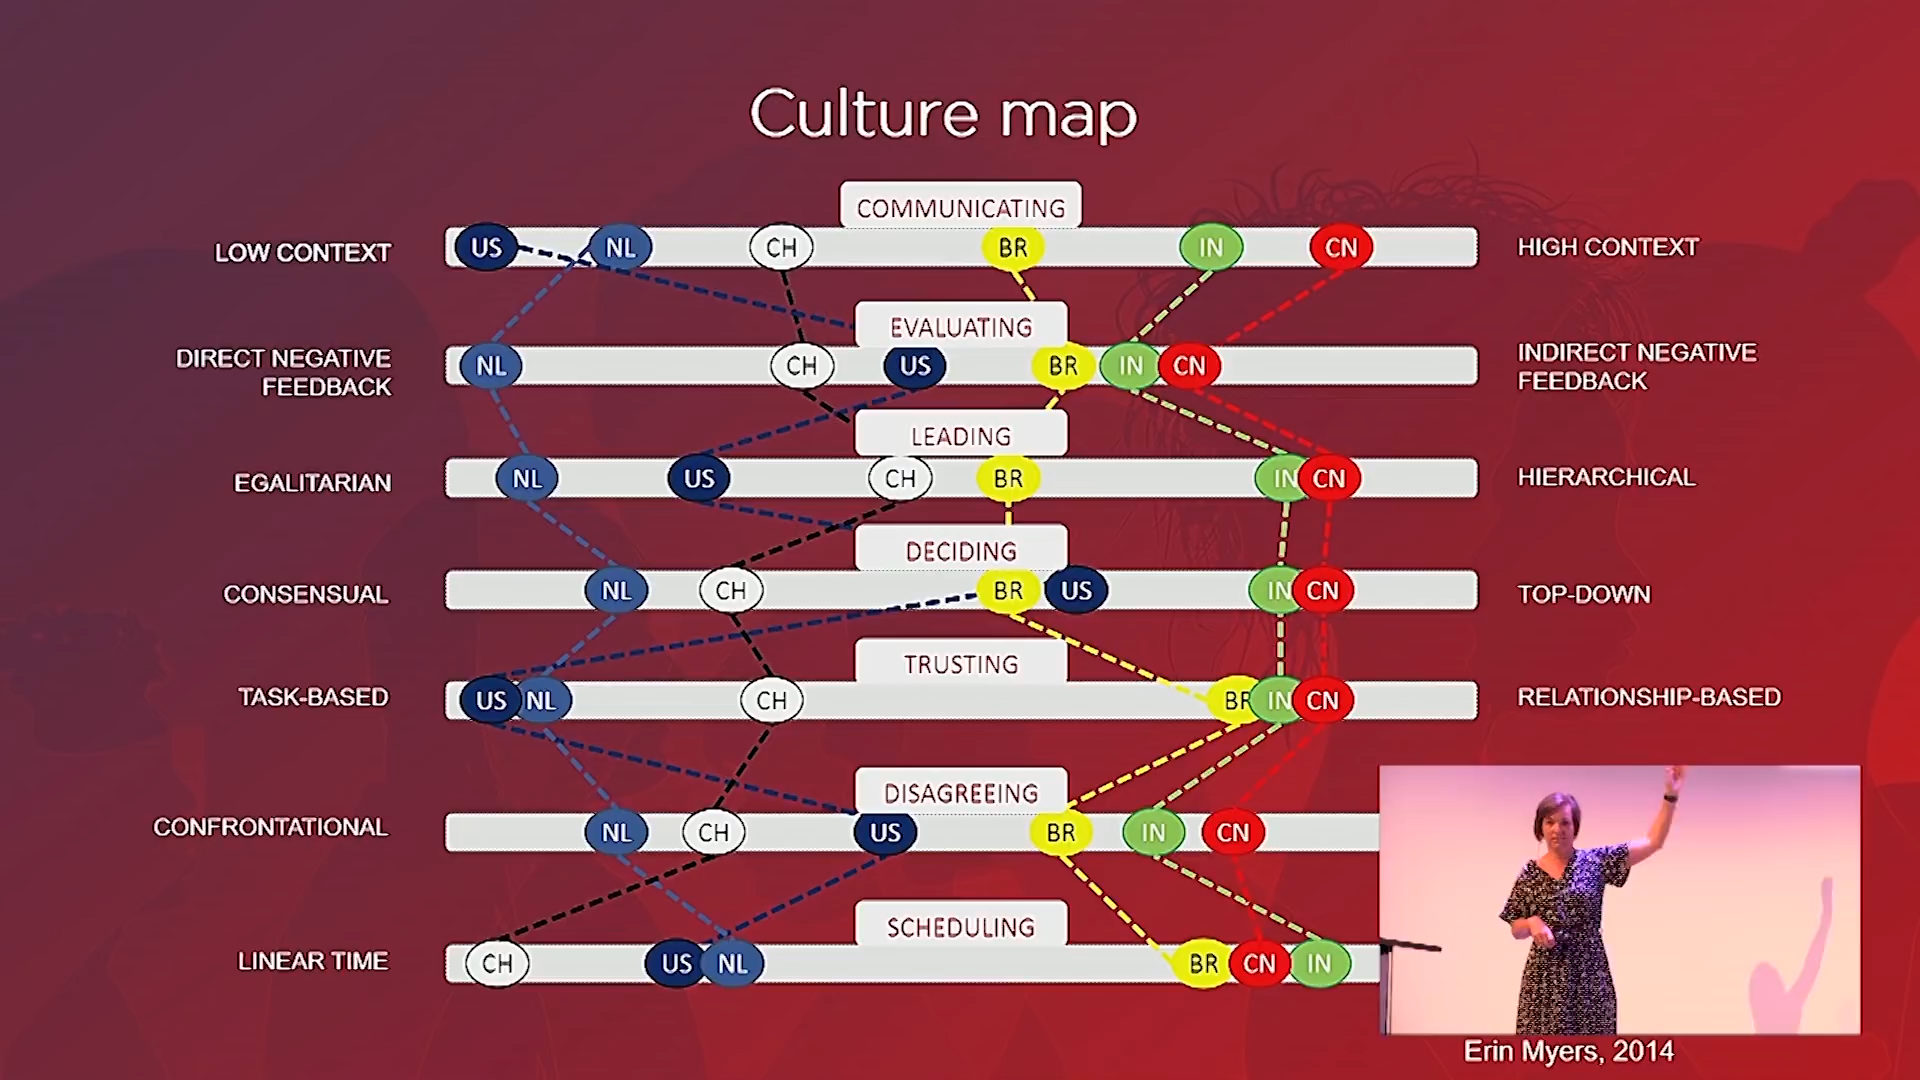 Culture map
COMMUNICATING
LOW CONTEXT US NL CH BR IN CN HIGH CONTEXT
EVALUATING
DIRECT NEGATIVE
FEEDBACK
NL CH US BR IN CN
INDIRECT NEGATIVE
FEEDBACK
LEADING
EGALITARIAN NL US CH BR IN CN HIERARCHICAL
DECIDING
CONSENSUAL NL CH BR US IN CN TOP-DOWN
TRUSTING
TASK-BASED US NL CH BR IN CN RELATIONSHIP-BASED
DISAGREEING
CONFRONTATIONAL NL CH US BR IN CN
SCHEDULING
LINEAR TIME CH US NL BR CN IN
Erin Myers, 2014